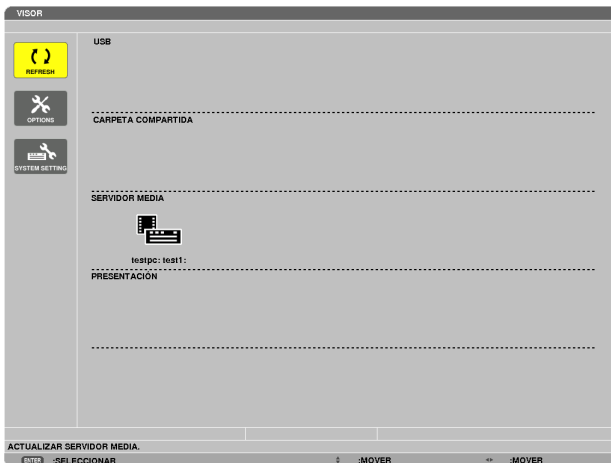 VISOR
REFRESH
OPTIONS
SYSTEM SETTING
USB
CARPETA COMPARTIDA
SERVIDOR MEDIA
testpc: test1:
PRESENTACIÓN
ACTUALIZAR SERVIDOR MEDIA.
ENTER :SELECCIONAR :MOVER :MOVER